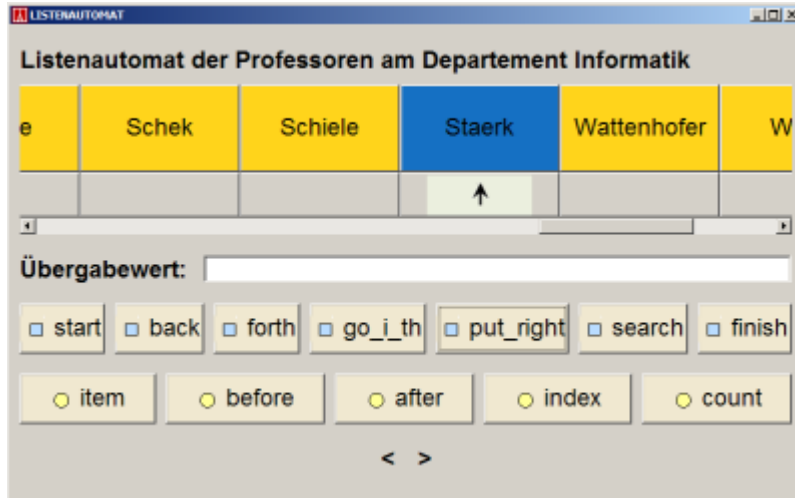 LISTENAUTOMAT
Listenautomat der Professoren am Departement Informatik
e Schek Schiele Staerk Wattenhofer W
Übergabewert:
start back forth go_i_th put_right search finish
item before after index count
< >